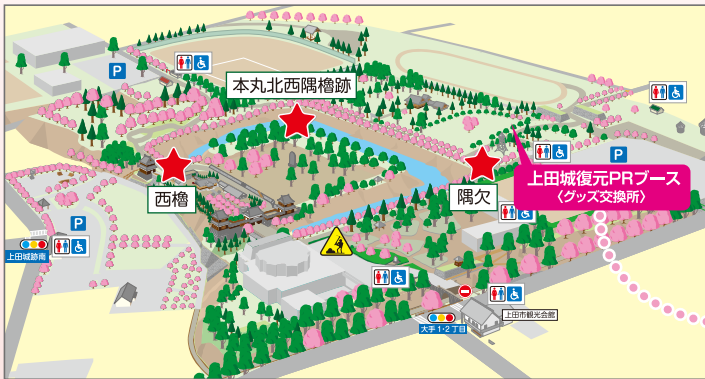 P
本丸北西隅櫓跡
西櫓
隅欠
P
上田城復元PRブース
〈グッズ交換所〉
P
上田城跡南
上田市観光会館
大手1・2丁目